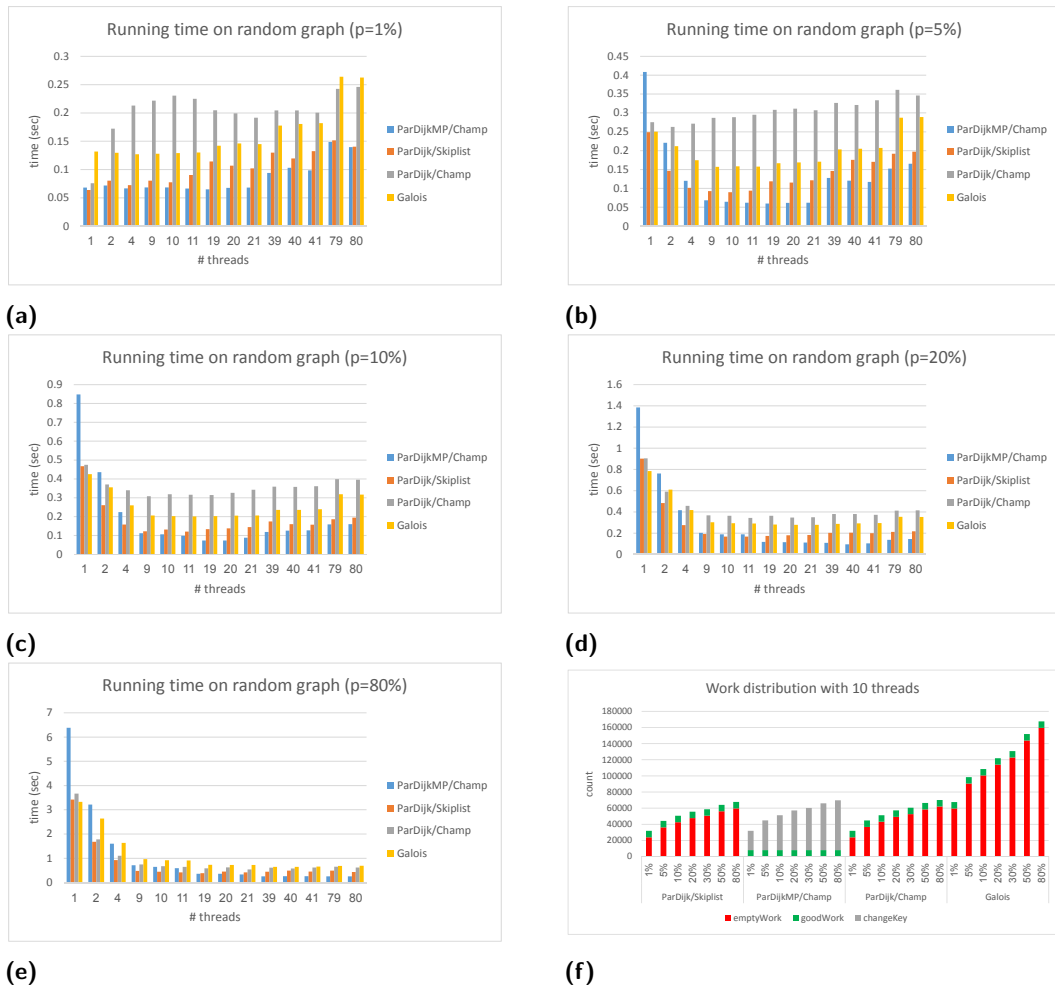 Running time on random graph (p=1%)
0.3
0.25
0.2
0.15
0.1
0.05
0
time (sec)
1 2 4 9 10 11 19 20 21 39 40 41 79 80
# threads
ParDijkMP/Champ
ParDijk/Skiplist
ParDijk/Champ
Galois
(a)
Running time on random graph (p=5%)
0.45
0.4
0.35
0.3
0.25
0.2
0.15
0.1
0.05
0
time (sec)
1 2 4 9 10 11 19 20 21 39 40 41 79 80
# threads
ParDijkMP/Champ
ParDijk/Skiplist
ParDijk/Champ
Galois
(b)
Running time on random graph (p=10%)
0.9
0.8
0.7
0.6
0.5
0.4
0.3
0.2
0.1
0
time (sec)
1 2 4 9 10 11 19 20 21 39 40 41 79 80
# threads
ParDijkMP/Champ
ParDijk/Skiplist
ParDijk/Champ
Galois
(c)
Running time on random graph (p=20%)
1.6
1.4
1.2
1
0.8
0.6
0.4
0.2
0
time (sec)
1 2 4 9 10 11 19 20 21 39 40 41 79 80
# threads
ParDijkMP/Champ
ParDijk/Skiplist
ParDijk/Champ
Galois
(d)
Running time on random graph (p=80%)
7
6
5
4
3
2
1
0
time (sec)
1 2 4 9 10 11 19 20 21 39 40 41 79 80
# threads
ParDijkMP/Champ
ParDijk/Skiplist
ParDijk/Champ
Galois
(e)
Work distribution with 10 threads
180000
160000
140000
120000
100000
80000
60000
40000
20000
0
count
1% 5% 10% 20% 30% 50% 80% 1% 5% 10% 20% 30% 50% 80% 1% 5% 10% 20% 30% 50% 80% 1% 5% 10% 20% 30% 50% 80%
ParDijk/Skiplist ParDijkMP/Champ ParDijk/Champ Galois
emptyWork goodWork changeKey
(f)